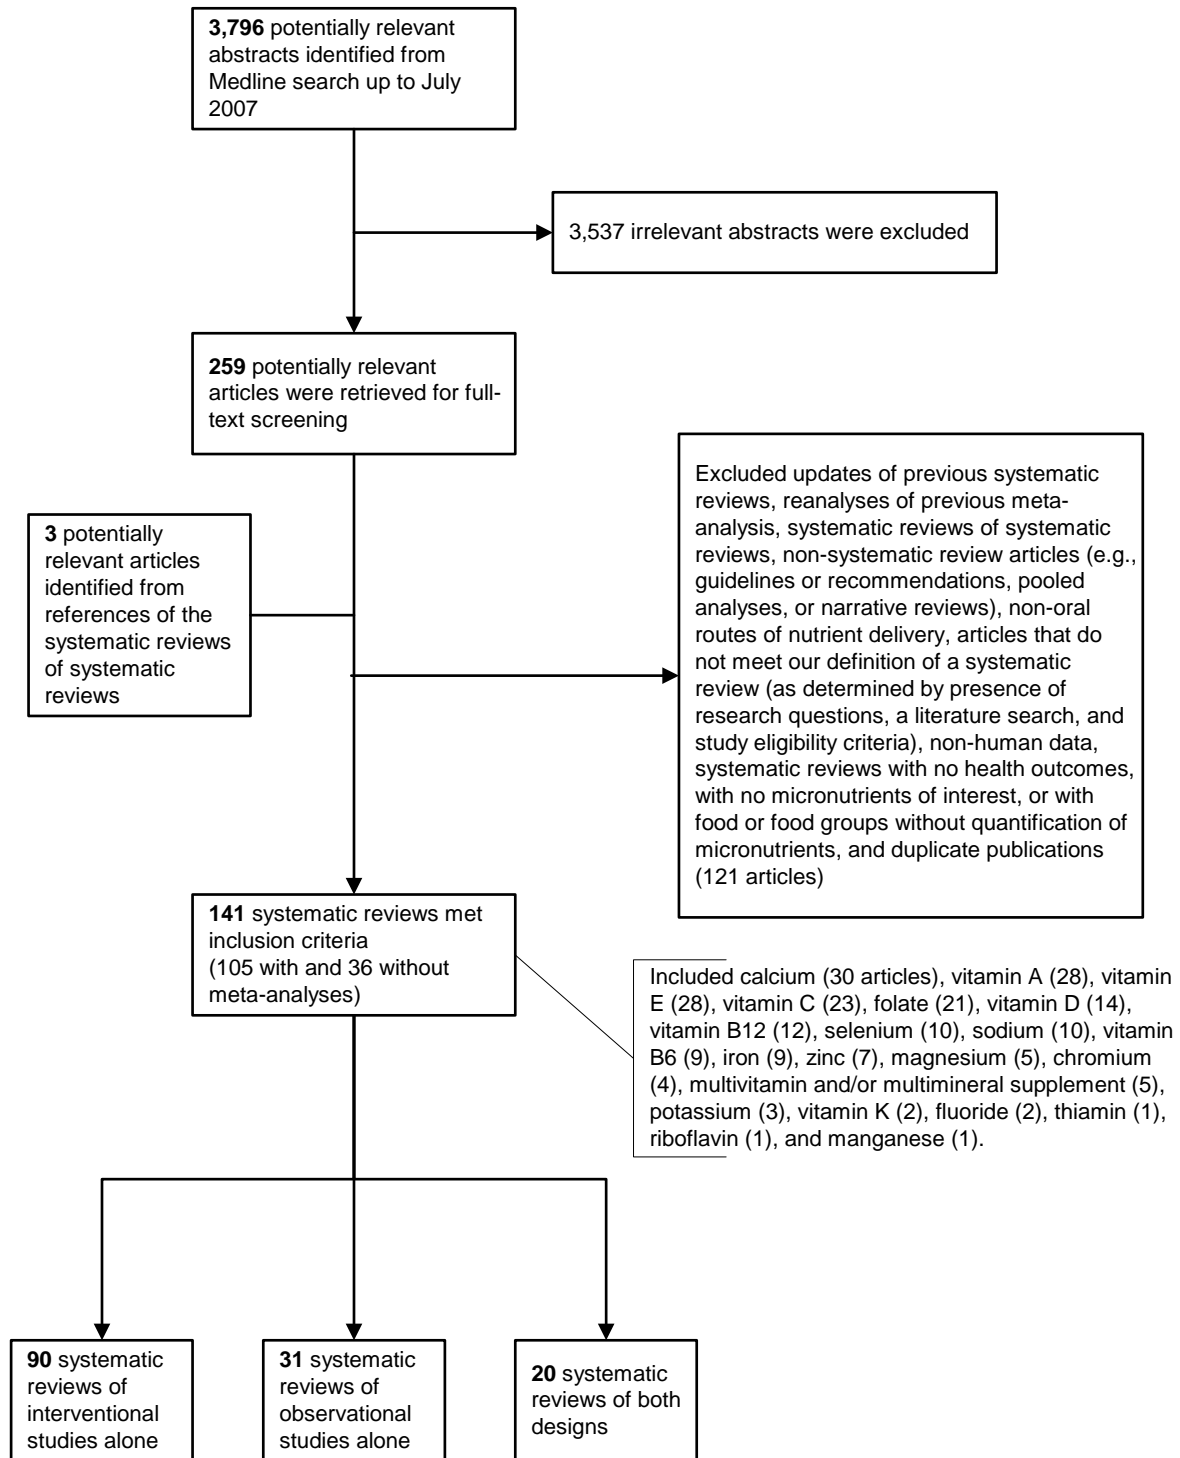 3,796 potentially relevant
abstracts identified from
Medline search up to July
2007
3,537 irrelevant abstracts were excluded
259 potentially relevant
articles were retrieved for full-
text screening
3 potentially
relevant articles
identified from
references of the
systematic reviews
of systematic
reviews
Excluded updates of previous systematic
reviews, reanalyses of previous meta-
analysis, systematic reviews of systematic
reviews, non-systematic review articles (e.g.,
guidelines or recommendations, pooled
analyses, or narrative reviews), non-oral
routes of nutrient delivery, articles that do
not meet our definition of a systematic
review (as determined by presence of
research questions, a literature search, and
study eligibility criteria), non-human data,
systematic reviews with no health outcomes,
with no micronutrients of interest, or with
food or food groups without quantification of
micronutrients, and duplicate publications
(121 articles)
141 systematic reviews met
inclusion criteria
(105 with and 36 without
meta-analyses)
Included calcium (30 articles), vitamin A (28), vitamin
E (28), vitamin C (23), folate (21), vitamin D (14),
vitamin B12 (12), selenium (10), sodium (10), vitamin
B6 (9), iron (9), zinc (7), magnesium (5), chromium
(4), multivitamin and/or multimineral supplement (5),
potassium (3), vitamin K (2), fluoride (2), thiamin (1),
riboflavin (1), and manganese (1).
90 systematic
reviews of
interventional
studies alone
31 systematic
reviews of
observational
studies alone
20 systematic
reviews of both
designs